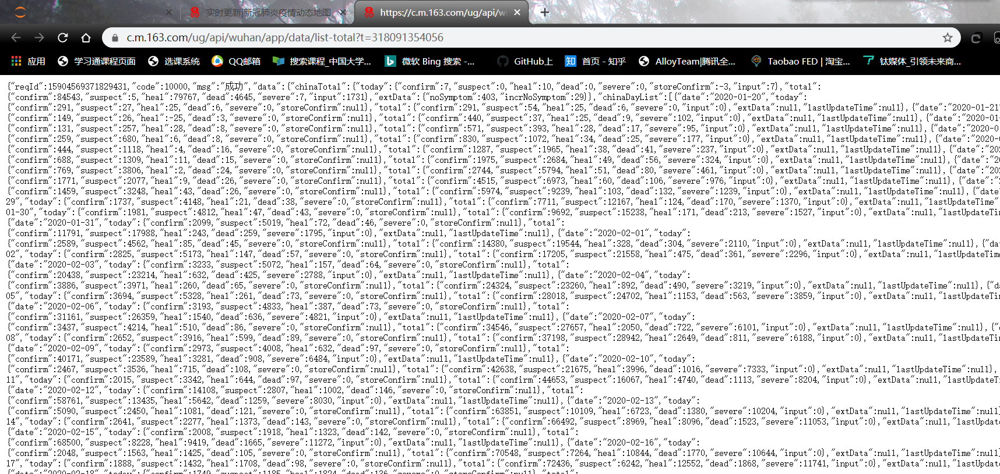 实时更新|新冠肺炎疫情动态地图
https://c.m.163.com/ug/api/wu
c.m.163.com/ug/api/wuhan/app/data/list-total?t=318091354056
应用 学习通课程页面 选课系统 QQ邮箱 搜索课程_中国大学... 微软 Bing 搜索 -... GitHub上 首页 - 知乎 AlloyTeam|腾讯全... Taobao FED | 淘宝... 钛媒体_引领未来商...
{"reqId":15904569371829431,"code":10000,"msg":"成功","data":{"chinaTotal":{"today":{"confirm":7,"suspect":0,"heal":10,"dead":0,"severe":0,"storeConfirm":-3,"input":7},"total":
{"confirm":84543,"suspect":5,"heal":79767,"dead":4645,"severe":7,"input":1731},"extData":{"noSymptom":403,"incrNoSymptom":29}},"chinaDayList":[{"date":"2020-01-20","today":
{"confirm":291,"suspect":27,"heal":25,"dead":6,"severe":0,"storeConfirm":null},"total":{"confirm":291,"suspect":54,"heal":25,"dead":6,"severe":0,"input":0},"extData":null,"lastUpdateTime":null},{"date":"2020-01-21"
{"confirm":149,"suspect":26,"heal":-25,"dead":3,"severe":0,"storeConfirm":null},"total":{"confirm":440,"suspect":37,"heal":25,"dead":9,"severe":102,"input":0},"extData":null,"lastUpdateTime":null},{"date":"2020-01-
{"confirm":131,"suspect":257,"heal":28,"dead":8,"severe":0,"storeConfirm":null},"total":{"confirm":571,"suspect":393,"heal":28,"dead":17,"severe":95,"input":0},"extData":null,"lastUpdateTime":null},{"date":"2020-0
{"confirm":259,"suspect":680,"heal":6,"dead":8,"severe":0,"storeConfirm":null},"total":{"confirm":830,"suspect":1072,"heal":34,"dead":25,"severe":177,"input":0},"extData":null,"lastUpdateTime":null},{"date":"2020-0
{"confirm":444,"suspect":1118,"heal":4,"dead":16,"severe":0,"storeConfirm":null},"total":{"confirm":1287,"suspect":1965,"heal":38,"dead":41,"severe":237,"input":0},"extData":null,"lastUpdateTime":null},{"date":"202
{"confirm":688,"suspect":1309,"heal":11,"dead":15,"severe":0,"storeConfirm":null},"total":{"confirm":1975,"suspect":2684,"heal":49,"dead":56,"severe":324,"input":0},"extData":null,"lastUpdateTime":null},{"date":"20
{"confirm":769,"suspect":3806,"heal":2,"dead":24,"severe":0,"storeConfirm":null},"total":{"confirm":2744,"suspect":5794,"heal":51,"dead":80,"severe":461,"input":0},"extData":null,"lastUpdateTime":null},{"date":"202
{"confirm":1771,"suspect":2077,"heal":9,"dead":26,"severe":0,"storeConfirm":null},"total":{"confirm":4515,"suspect":6973,"heal":60,"dead":106,"severe":976,"input":0},"extData":null,"lastUpdateTime":null},{"date":"2
{"confirm":1459,"suspect":3248,"heal":43,"dead":26,"severe":0,"storeConfirm":null},"total":{"confirm":5974,"suspect":9239,"heal":103,"dead":132,"severe":1239,"input":0},"extData":null,"lastUpdateTime":null},{"date"
29","today":{"confirm":1737,"suspect":4148,"heal":21,"dead":38,"severe":0,"storeConfirm":null},"total":{"confirm":7711,"suspect":12167,"heal":124,"dead":170,"severe":1370,"input":0},"extData":null,"lastUpdateTime"
01-30","today":{"confirm":1981,"suspect":4812,"heal":47,"dead":43,"severe":0,"storeConfirm":null},"total":{"confirm":9692,"suspect":15238,"heal":171,"dead":213,"severe":1527,"input":0},"extData":null,"lastUpdateTim
{"date":"2020-01-31","today":{"confirm":2099,"suspect":5019,"heal":72,"dead":46,"severe":0,"storeConfirm":null},"total":
{"confirm":11791,"suspect":17988,"heal":243,"dead":259,"severe":1795,"input":0},"extData":null,"lastUpdateTime":null},{"date":"2020-02-01","today":
{"confirm":2589,"suspect":4562,"heal":85,"dead":45,"severe":0,"storeConfirm":null},"total":{"confirm":14380,"suspect":19544,"heal":328,"dead":304,"severe":2110,"input":0},"extData":null,"lastUpdateTime":null},{"da
02","today":{"confirm":2825,"suspect":5173,"heal":147,"dead":57,"severe":0,"storeConfirm":null},"total":{"confirm":17205,"suspect":21558,"heal":475,"dead":361,"severe":2296,"input":0},"extData":null,"lastUpdateTime
{"date":"2020-02-03","today":{"confirm":3233,"suspect":5072,"heal":157,"dead":64,"severe":0,"storeConfirm":null},"total":
{"confirm":20438,"suspect":23214,"heal":632,"dead":425,"severe":2788,"input":0},"extData":null,"lastUpdateTime":null},{"date":"2020-02-04","today":
{"confirm":3886,"suspect":3971,"heal":260,"dead":65,"severe":0,"storeConfirm":null},"total":{"confirm":24324,"suspect":23260,"heal":892,"dead":490,"severe":3219,"input":0},"extData":null,"lastUpdateTime":null},{"da
05","today":{"confirm":3694,"suspect":5328,"heal":261,"dead":73,"severe":0,"storeConfirm":null},"total":{"confirm":28018,"suspect":24702,"heal":1153,"dead":563,"severe":3859,"input":0},"extData":null,"lastUpdateTim
{"date":"2020-02-06","today":{"confirm":3193,"suspect":4833,"heal":387,"dead":73,"severe":0,"storeConfirm":null},"total":
{"confirm":31161,"suspect":26359,"heal":1540,"dead":636,"severe":4821,"input":0},"extData":null,"lastUpdateTime":null},{"date":"2020-02-07","today":
{"confirm":3437,"suspect":4214,"heal":510,"dead":86,"severe":0,"storeConfirm":null},"total":{"confirm":34546,"suspect":27657,"heal":2050,"dead":722,"severe":6101,"input":0},"extData":null,"lastUpdateTime":null},{"d
08","today":{"confirm":2652,"suspect":3916,"heal":599,"dead":89,"severe":0,"storeConfirm":null},"total":{"confirm":37198,"suspect":28942,"heal":2649,"dead":811,"severe":6188,"input":0},"extData":null,"lastUpdateTim
{"date":"2020-02-09","today":{"confirm":2973,"suspect":4008,"heal":632,"dead":97,"severe":0,"storeConfirm":null},"total":
{"confirm":40171,"suspect":23589,"heal":3281,"dead":908,"severe":6484,"input":0},"extData":null,"lastUpdateTime":null},{"date":"2020-02-10","today":
{"confirm":2467,"suspect":3536,"heal":715,"dead":108,"severe":0,"storeConfirm":null},"total":{"confirm":42638,"suspect":21675,"heal":3996,"dead":1016,"severe":7333,"input":0},"extData":null,"lastUpdateTime":null},
11","today":{"confirm":2015,"suspect":3342,"heal":644,"dead":97,"severe":0,"storeConfirm":null},"total":{"confirm":44653,"suspect":16067,"heal":4740,"dead":1113,"severe":8204,"input":0},"extData":null,"lastUpdateT
{"date":"2020-02-12","today":{"confirm":14108,"suspect":2807,"heal":1002,"dead":146,"severe":0,"storeConfirm":null},"total":
{"confirm":58761,"suspect":13435,"heal":5642,"dead":1259,"severe":8030,"input":0},"extData":null,"lastUpdateTime":null},{"date":"2020-02-13","today":
{"confirm":5090,"suspect":2450,"heal":1081,"dead":121,"severe":0,"storeConfirm":null},"total":{"confirm":63851,"suspect":10109,"heal":6723,"dead":1380,"severe":10204,"input":0},"extData":null,"lastUpdateTime":null
14","today":{"confirm":2641,"suspect":2277,"heal":1373,"dead":143,"severe":0,"storeConfirm":null},"total":{"confirm":66492,"suspect":8969,"heal":8096,"dead":1523,"severe":11053,"input":0},"extData":null,"lastUpdat
{"date":"2020-02-15","today":{"confirm":2008,"suspect":1918,"heal":1323,"dead":142,"severe":0,"storeConfirm":null},"total":
{"confirm":68500,"suspect":8228,"heal":9419,"dead":1665,"severe":11272,"input":0},"extData":null,"lastUpdateTime":null},{"date":"2020-02-16","today":
{"confirm":2048,"suspect":1563,"heal":1425,"dead":105,"severe":0,"storeConfirm":null},"total":{"confirm":70548,"suspect":7264,"heal":10844,"dead":1770,"severe":10644,"input":0},"extData":null,"lastUpdateTime":null
17","today":{"confirm":1888,"suspect":1432,"heal":1708,"dead":98,"severe":0,"storeConfirm":null},"total":{"confirm":72436,"suspect":6242,"heal":12552,"dead":1868,"severe":11741,"input":0},"extData":null,"lastUpdat
{"date":"2020-02-18","today":{"confirm":1749,"suspect":1185,"heal":1824,"dead":136,"severe":0,"storeConfirm":null},"total":